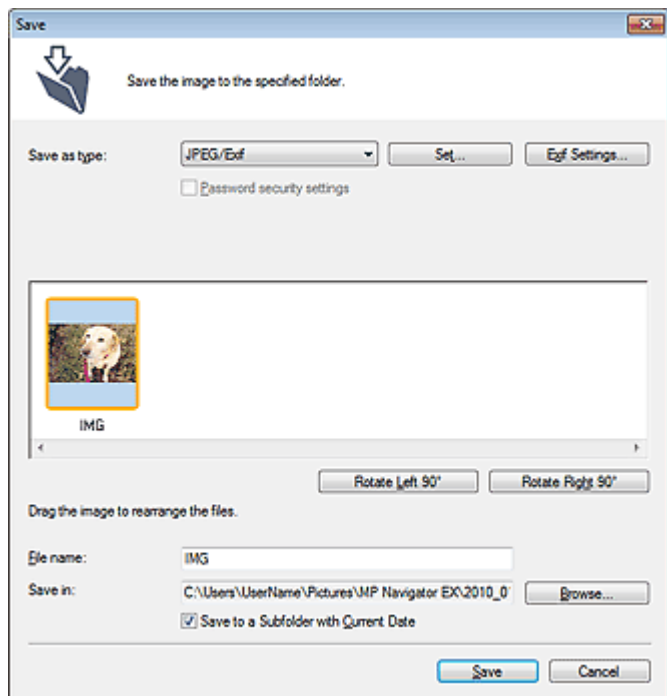 Save
Save the image to the specified folder.
Save as type: JPEG/Exif Set... Exif Settings...
Password security settings
IMG
Rotate Left 90° Rotate Right 90°
Drag the image to rearrange the files.
File name: IMG
Save in: C:\Users\UserName\Pictures\MP Navigator EX\2010_0 Browse...
Save to a Subfolder with Current Date
Save Cancel